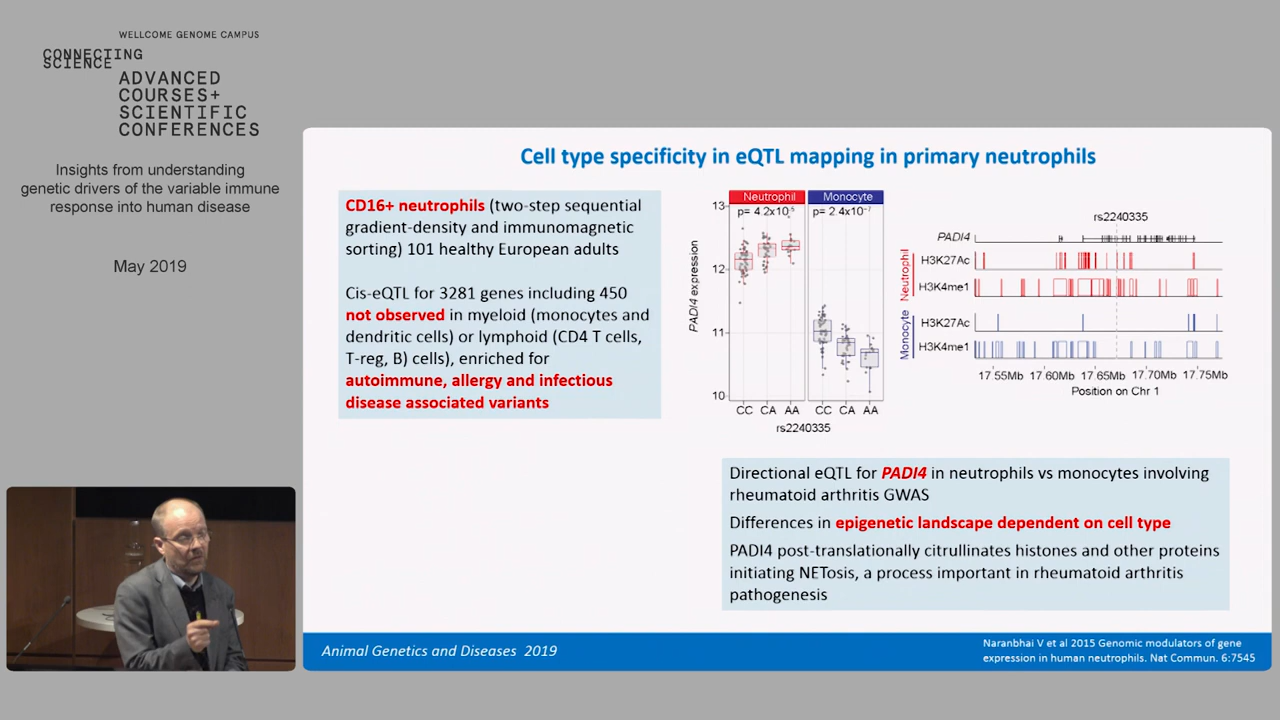 WELLCOME GENOME CAMPUS
CONNECTING
SCIENCE
ADVANCED
COURSES+
SCIENTIFIC
CONFERENCES
Insights from understanding
genetic drivers of the variable immune
response into human disease
May 2019
Cell type specificity in eQTL mapping in primary neutrophils
CD16+ neutrophils (two-step sequential
gradient-density and immunomagnetic
sorting) 101 healthy European adults
Cis-eQTL for 3281 genes including 450
not observed in myeloid (monocytes and
dendritic cells) or lymphoid (CD4 T cells,
T-reg, B) cells), enriched for
autoimmune, allergy and infectious
disease associated variants
Neutrophil Monocyte
p= 4.2x10⁻⁵ p= 2.4x10⁻⁷
13
12
11
10
PADI4 expression
CC CA AA CC CA AA
rs2240335
rs2240335
PADI4
Neutrophil
H3K27Ac
H3K4me1
Monocyte
H3K27Ac
H3K4me1
17.55Mb 17.60Mb 17.65Mb 17.70Mb 17.75Mb
Position on Chr 1
Directional eQTL for PADI4 in neutrophils vs monocytes involving
rheumatoid arthritis GWAS
Differences in epigenetic landscape dependent on cell type
PADI4 post-translationally citrullinates histones and other proteins
initiating NETosis, a process important in rheumatoid arthritis
pathogenesis
Animal Genetics and Diseases 2019
Naranbhai V et al 2015 Genomic modulators of gene
expression in human neutrophils. Nat Commun. 6:7545